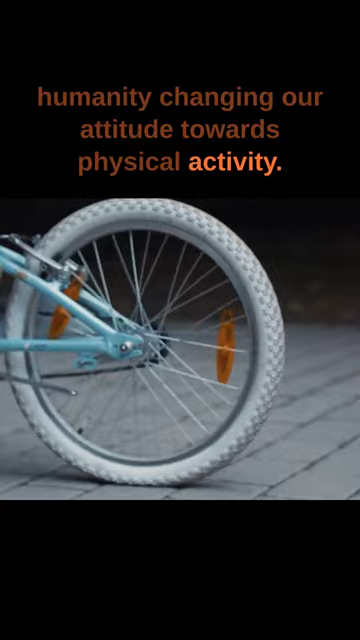 humanity changing our
attitude towards
physical activity.